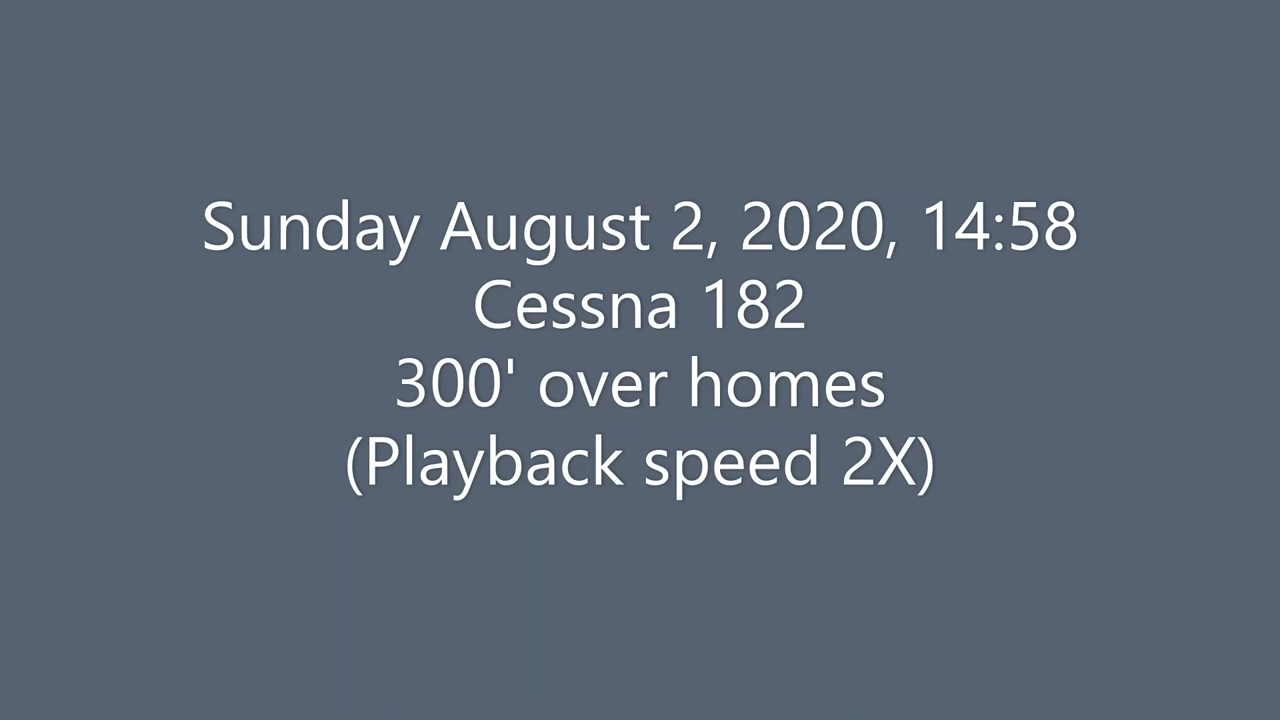 Sunday August 2, 2020, 14:58
Cessna 182
300' over homes
(Playback speed 2X)